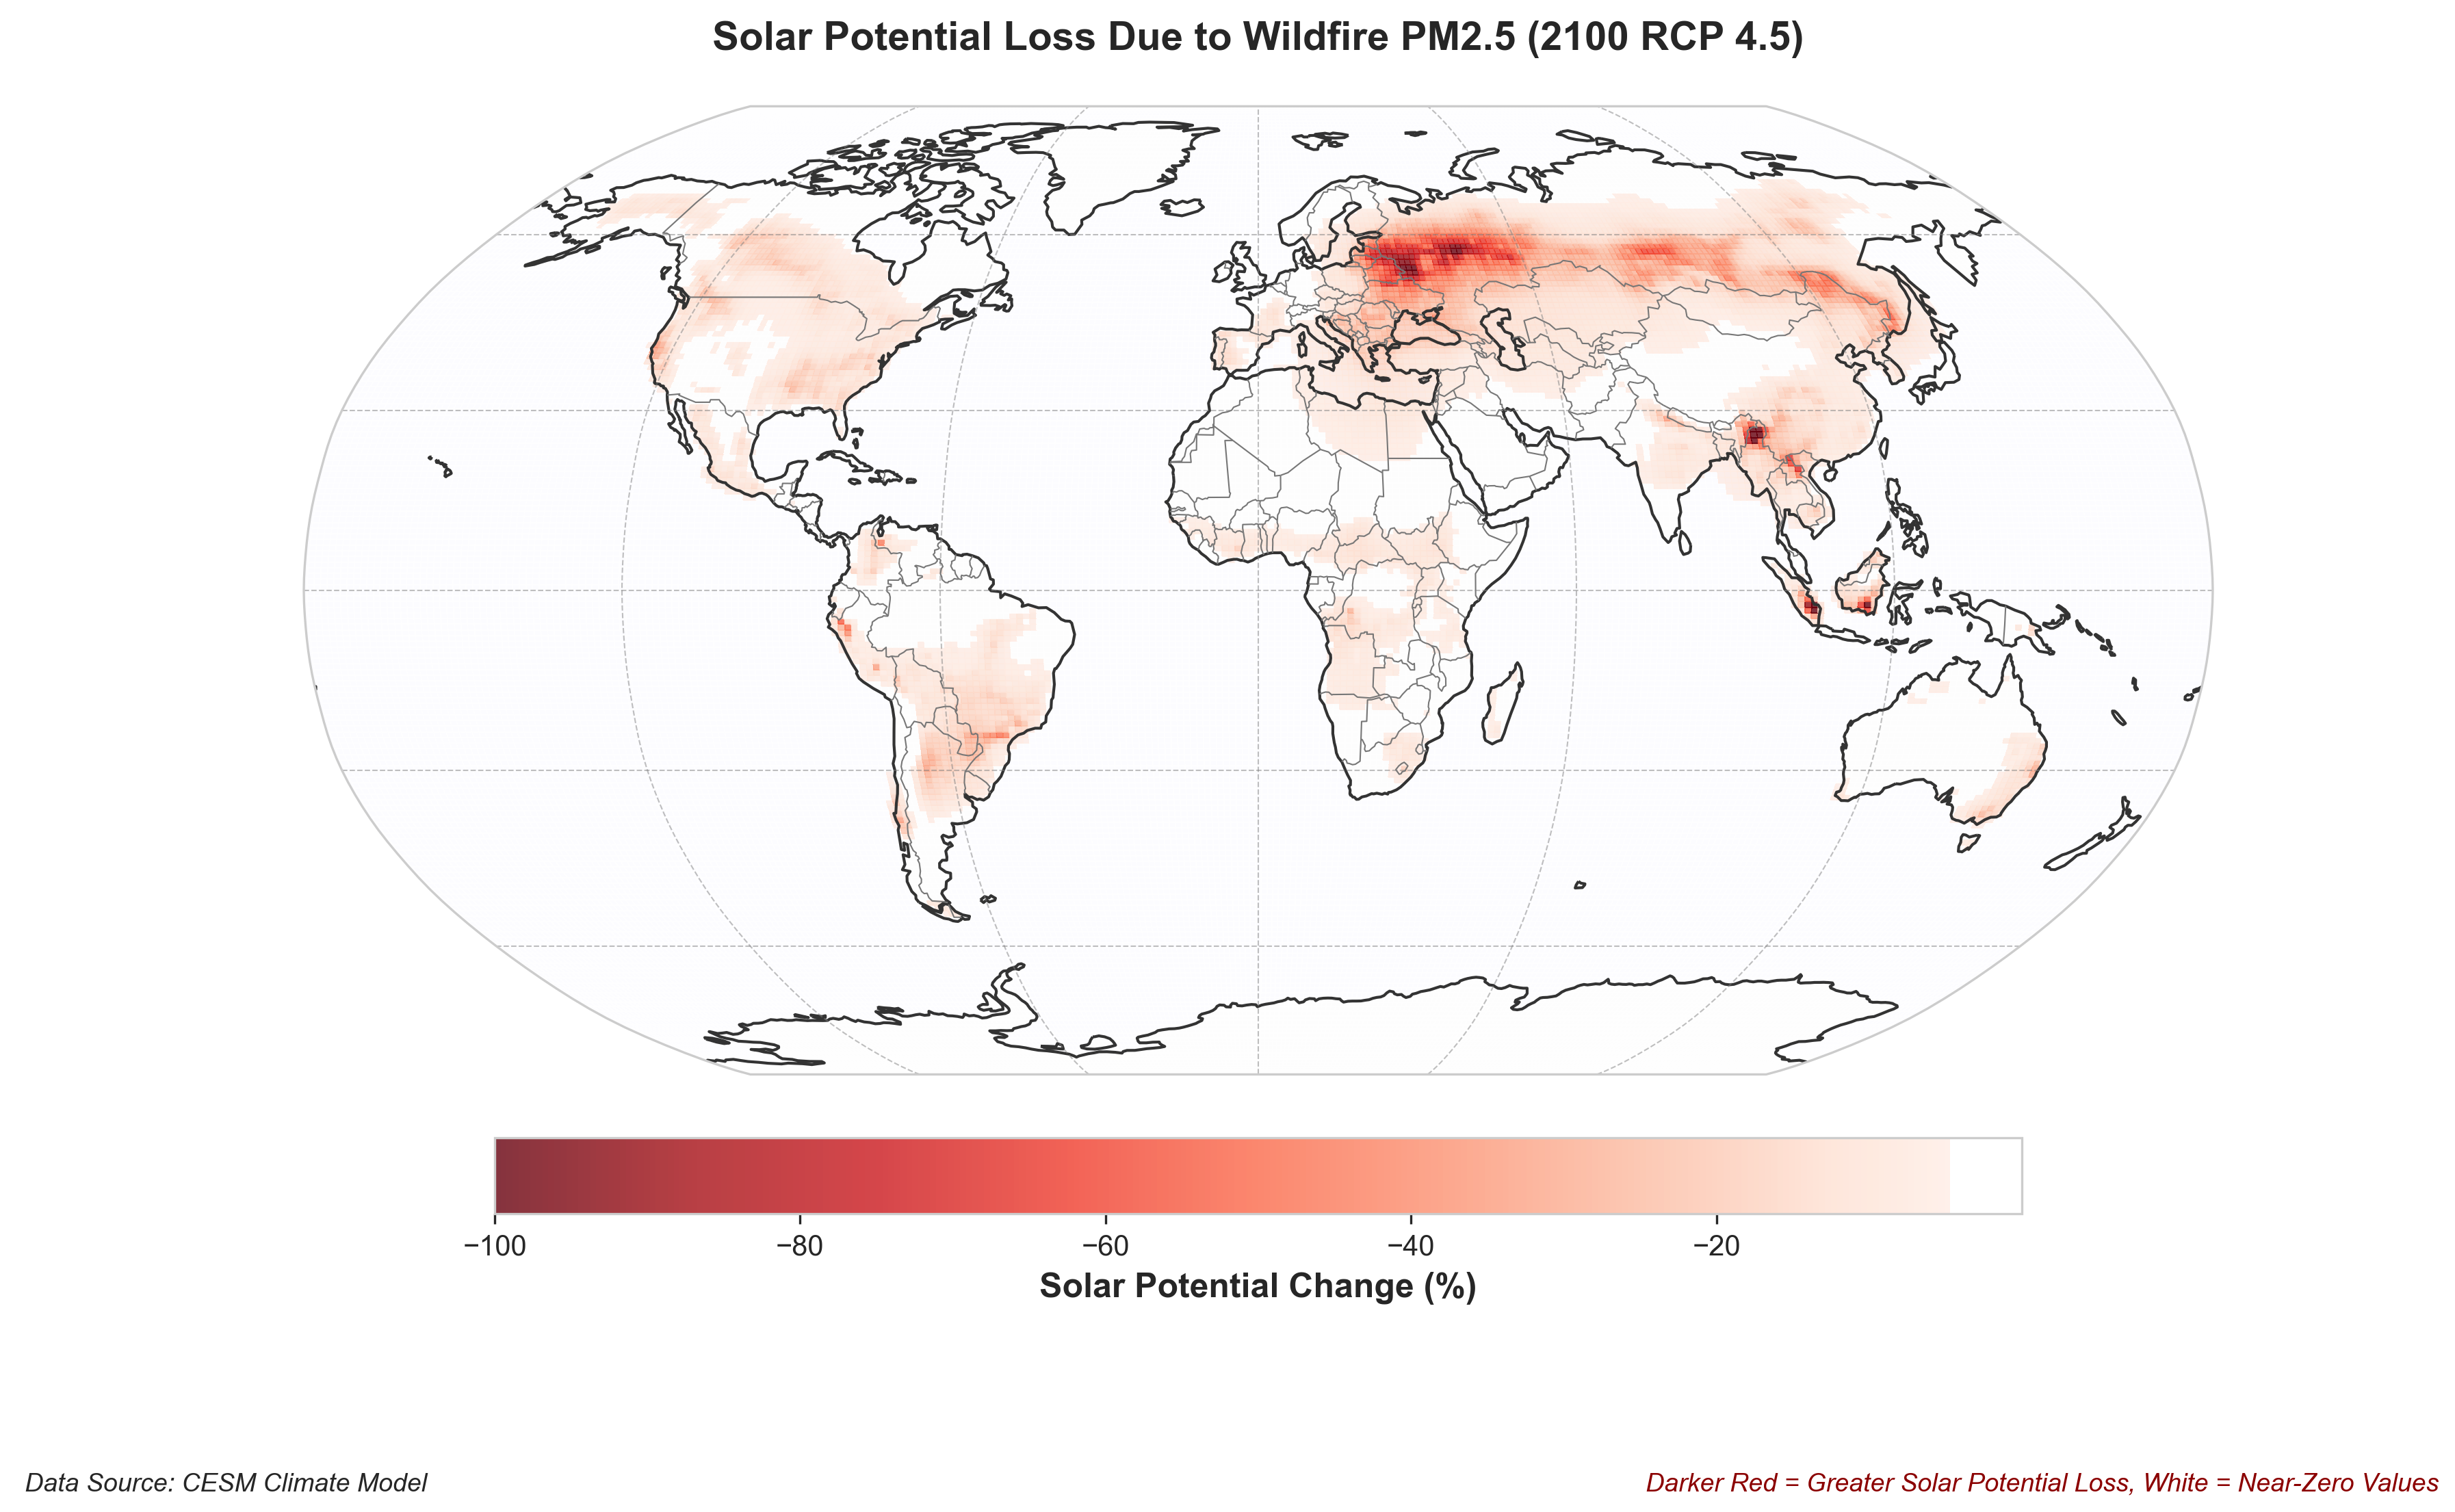 Solar Potential Loss Due to Wildfire PM2.5 (2100 RCP 4.5)
−100 −80 −60 −40 −20
Solar Potential Change (%)
Data Source: CESM Climate Model
Darker Red = Greater Solar Potential Loss, White = Near-Zero Values